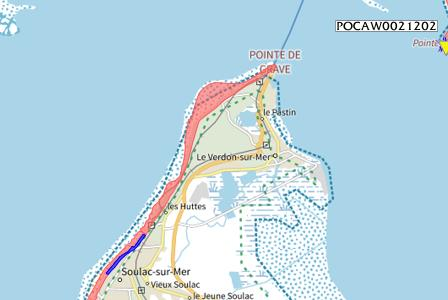 POCAW0021202
Pointe
POINTE DE
GRAVE
le Pastin
Le Verdon-sur-Mer
les Huttes
Soulac-sur-Mer
Vieux Soulac
le Jeune Soulac